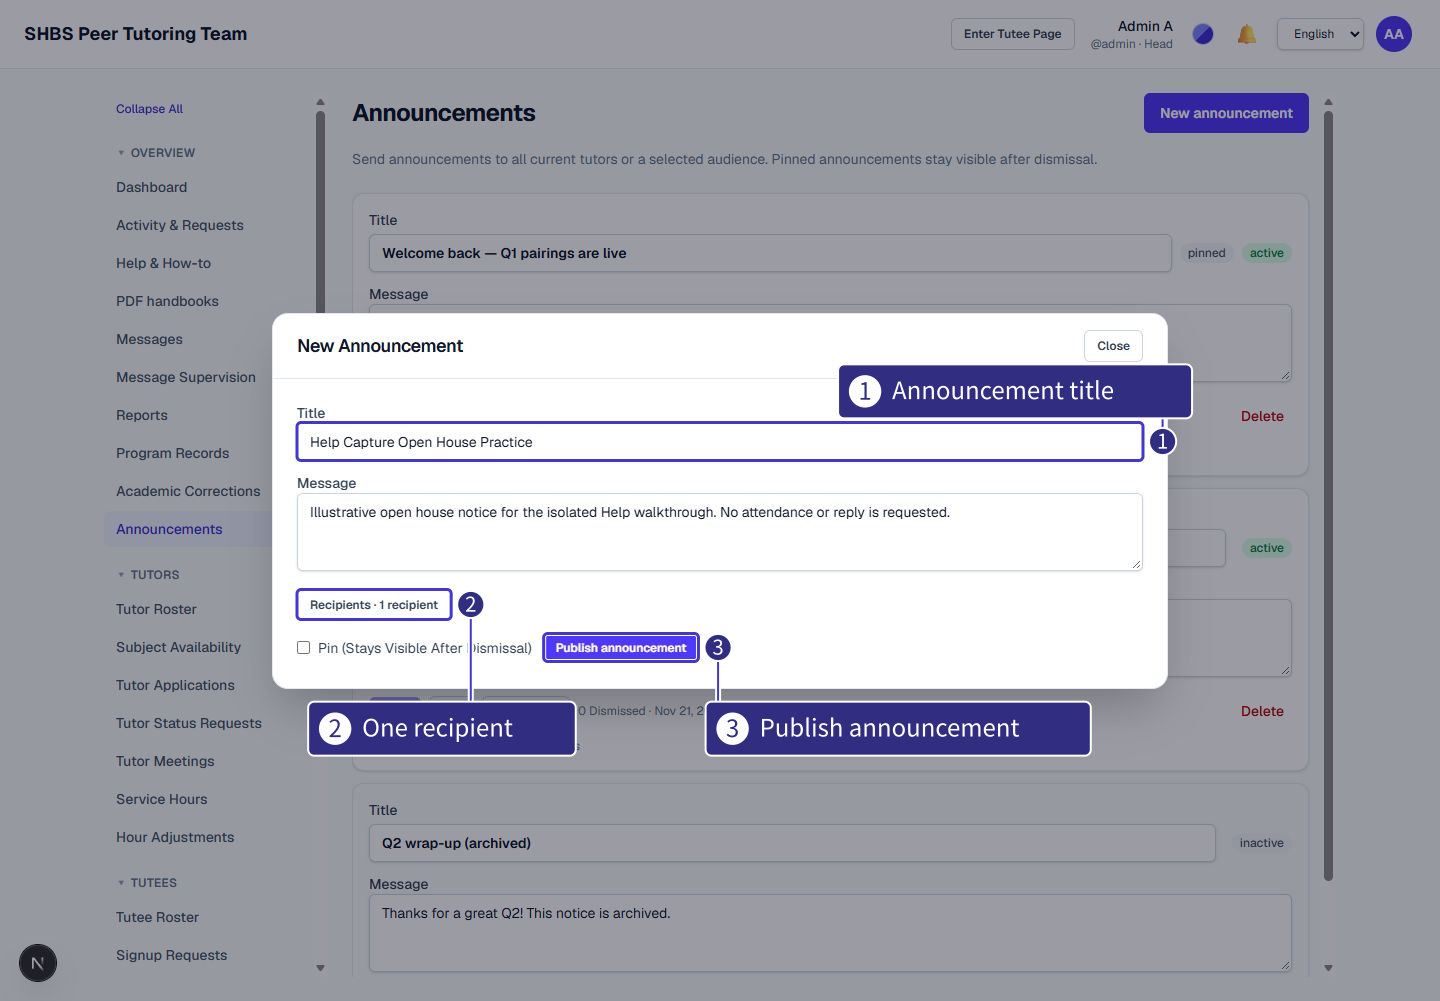 SHBS Peer Tutoring Team
Enter Tutee Page
Admin A
@admin · Head
English
AA
Collapse All
OVERVIEW
Dashboard
Activity & Requests
Help & How-to
PDF handbooks
Messages
Message Supervision
Reports
Program Records
Academic Corrections
Announcements
TUTORS
Tutor Roster
Subject Availability
Tutor Applications
Tutor Status Requests
Tutor Meetings
Service Hours
Hour Adjustments
TUTEES
Tutee Roster
Signup Requests
N
Announcements
New announcement
Send announcements to all current tutors or a selected audience. Pinned announcements stay visible after dismissal.
Title
Welcome back — Q1 pairings are live
pinned
active
Message
Delete
New Announcement
Close
1 Announcement title
Title
Help Capture Open House Practice
1
Message
Illustrative open house notice for the isolated Help walkthrough. No attendance or reply is requested.
Recipients · 1 recipient
2
Pin (Stays Visible After Dismissal)
Publish announcement
3
2 One recipient
3 Publish announcement
active
0 Dismissed · Nov 21, 2
Delete
Title
Q2 wrap-up (archived)
inactive
Message
Thanks for a great Q2! This notice is archived.